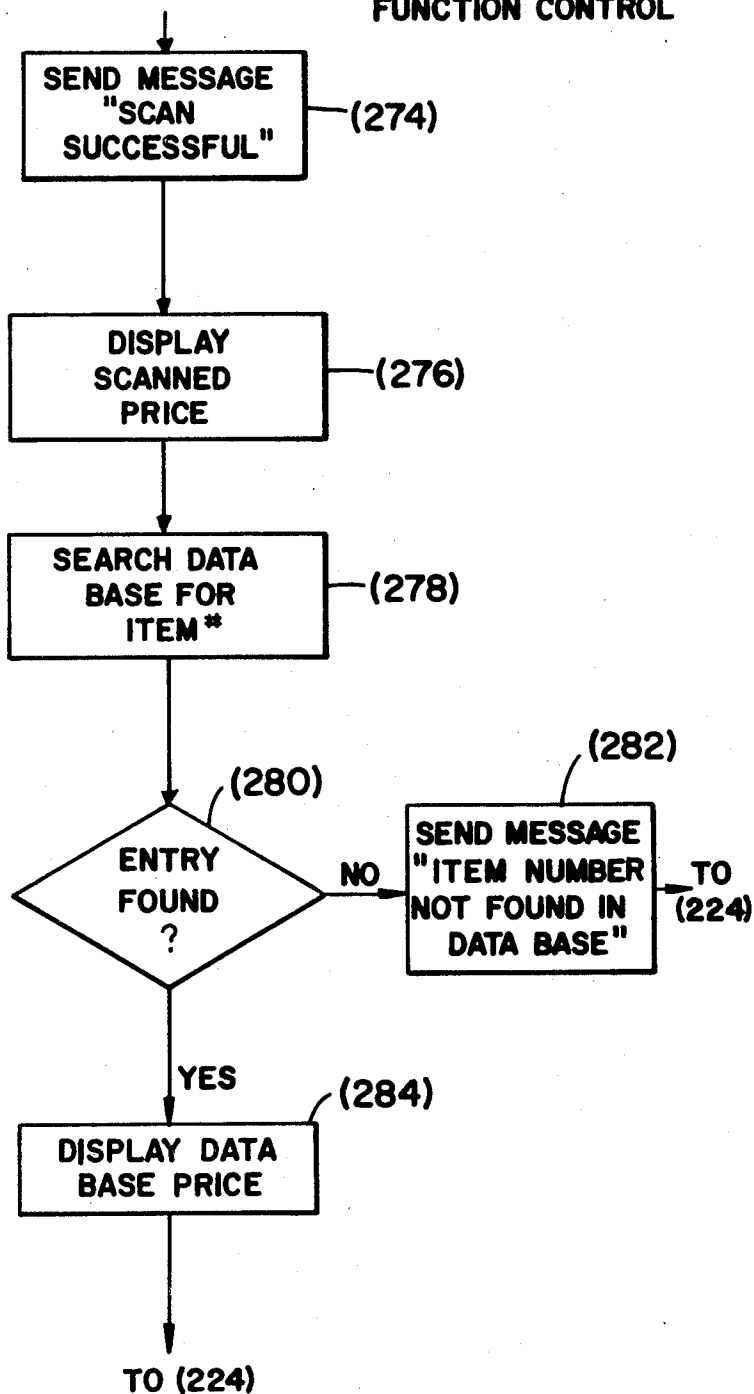 FUNCTION CONTROL
SEND MESSAGE
"SCAN
SUCCESSFUL"
(274)
DISPLAY
SCANNED
PRICE
(276)
SEARCH DATA
BASE FOR
ITEM #
(278)
(280)
ENTRY
FOUND
?
NO
(282)
SEND MESSAGE
"ITEM NUMBER
NOT FOUND IN
DATA BASE"
TO
(224)
YES
(284)
DISPLAY DATA
BASE PRICE
TO (224)